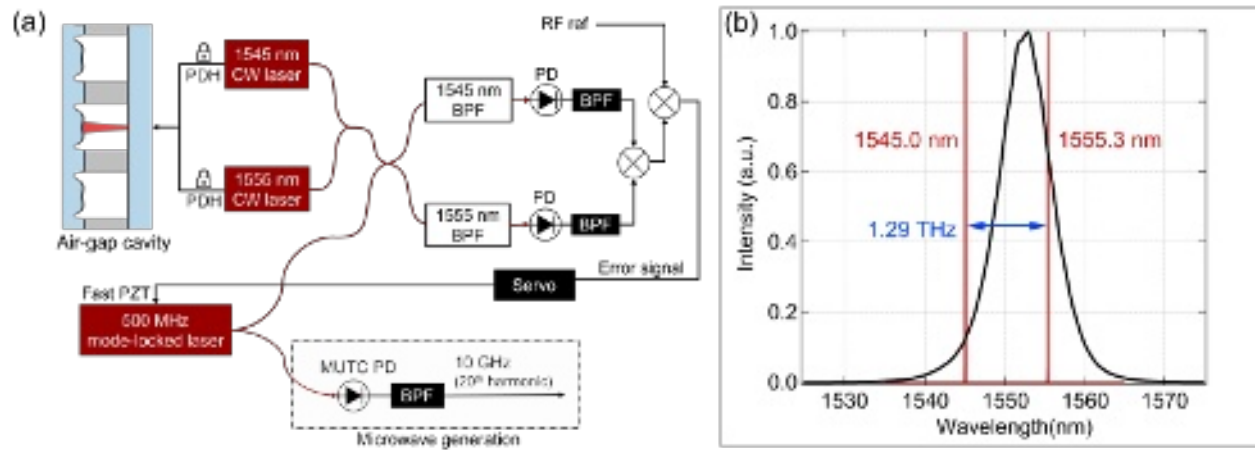 (a)
RF ref
1545 nm
CW laser
PDH
1545 nm
BPF
PD
BPF
1555 nm
CW laser
PDH
1555 nm
BPF
PD
BPF
Air-gap cavity
Error signal
Servo
Fast PZT
500 MHz
mode-locked laser
MUTC PD
BPF
10 GHz
(20th harmonic)
Microwave generation
(b)
Intensity (a.u.)
1.0
0.8
0.6
0.4
0.2
0.0
1545.0 nm
1555.3 nm
1.29 THz
1530
1540
1550
1560
1570
Wavelength(nm)